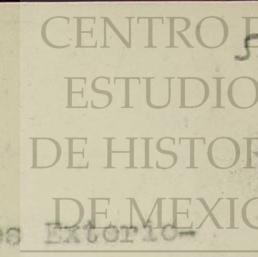 CENTRO E
ESTUDIO
DE HISTOR
DE MEXIC
es Exterio-